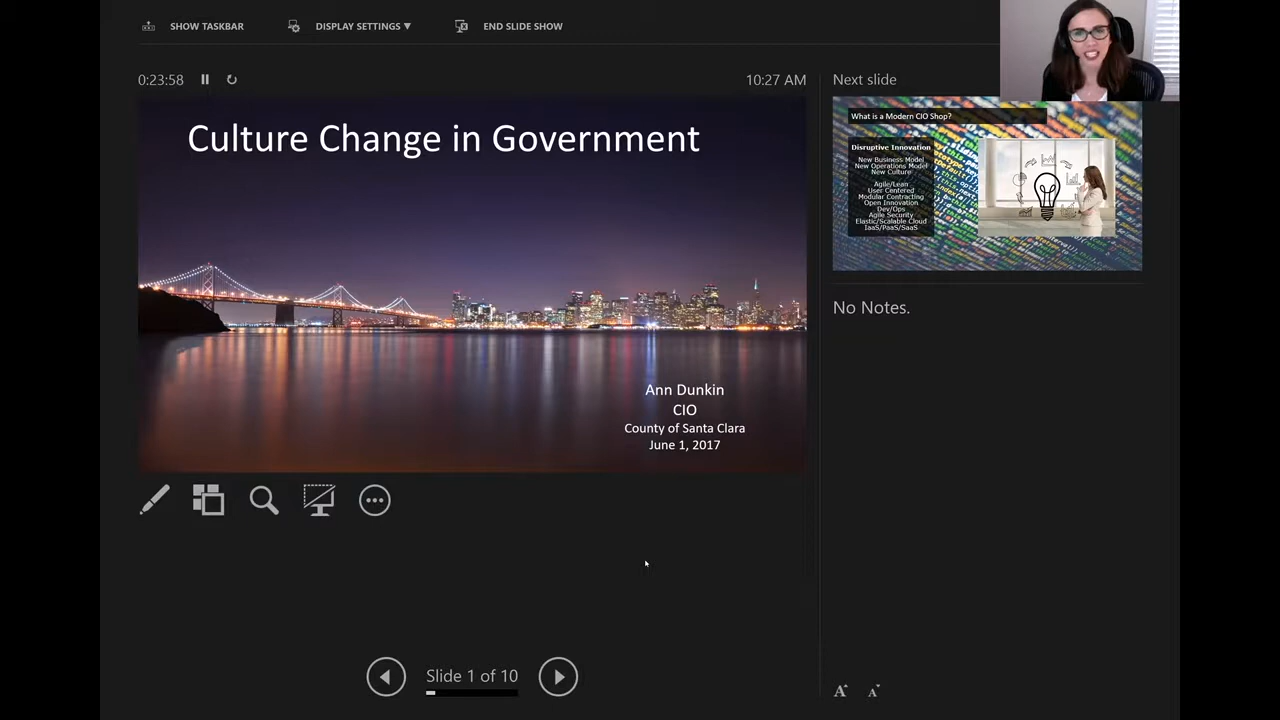 SHOW TASKBAR
DISPLAY SETTINGS ▼
END SLIDE SHOW
0:23:58
10:27 AM
Next slide
Culture Change in Government
Ann Dunkin
CIO
County of Santa Clara
June 1, 2017
What is a Modern CIO Shop?
Disruptive Innovation
New Business Model
New Operations Model
New Culture
Agile/Lean
User Centered
Modular Contracting
Open Innovation
Dev/Ops
Agile Security
Elastic/Scalable Cloud
IaaS/PaaS/SaaS
No Notes.
Slide 1 of 10
A
A